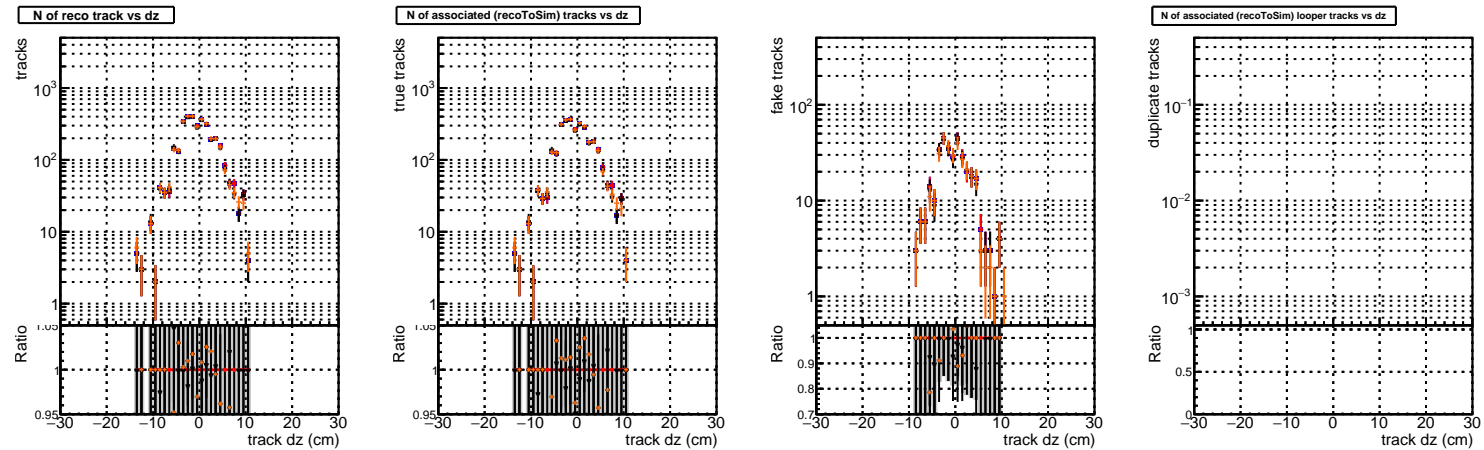 N of reco track vs dz
tracks
10³
10²
10
1
Ratio
1.05
1
0.95
−30 −20 −10 0 10 20 30
track dz (cm)
N of associated (recoToSim) tracks vs dz
true tracks
10³
10²
10
1
Ratio
1.05
1
0.95
−30 −20 −10 0 10 20 30
track dz (cm)
fake tracks
10²
10
1
Ratio
1
0.9
0.8
0.7
−30 −20 −10 0 10 20 30
track dz (cm)
N of associated (recoToSim) looper tracks vs dz
duplicate tracks
10⁻¹
10⁻²
10⁻³
Ratio
1
0.5
0
−30 −20 −10 0 10 20 30
track dz (cm)